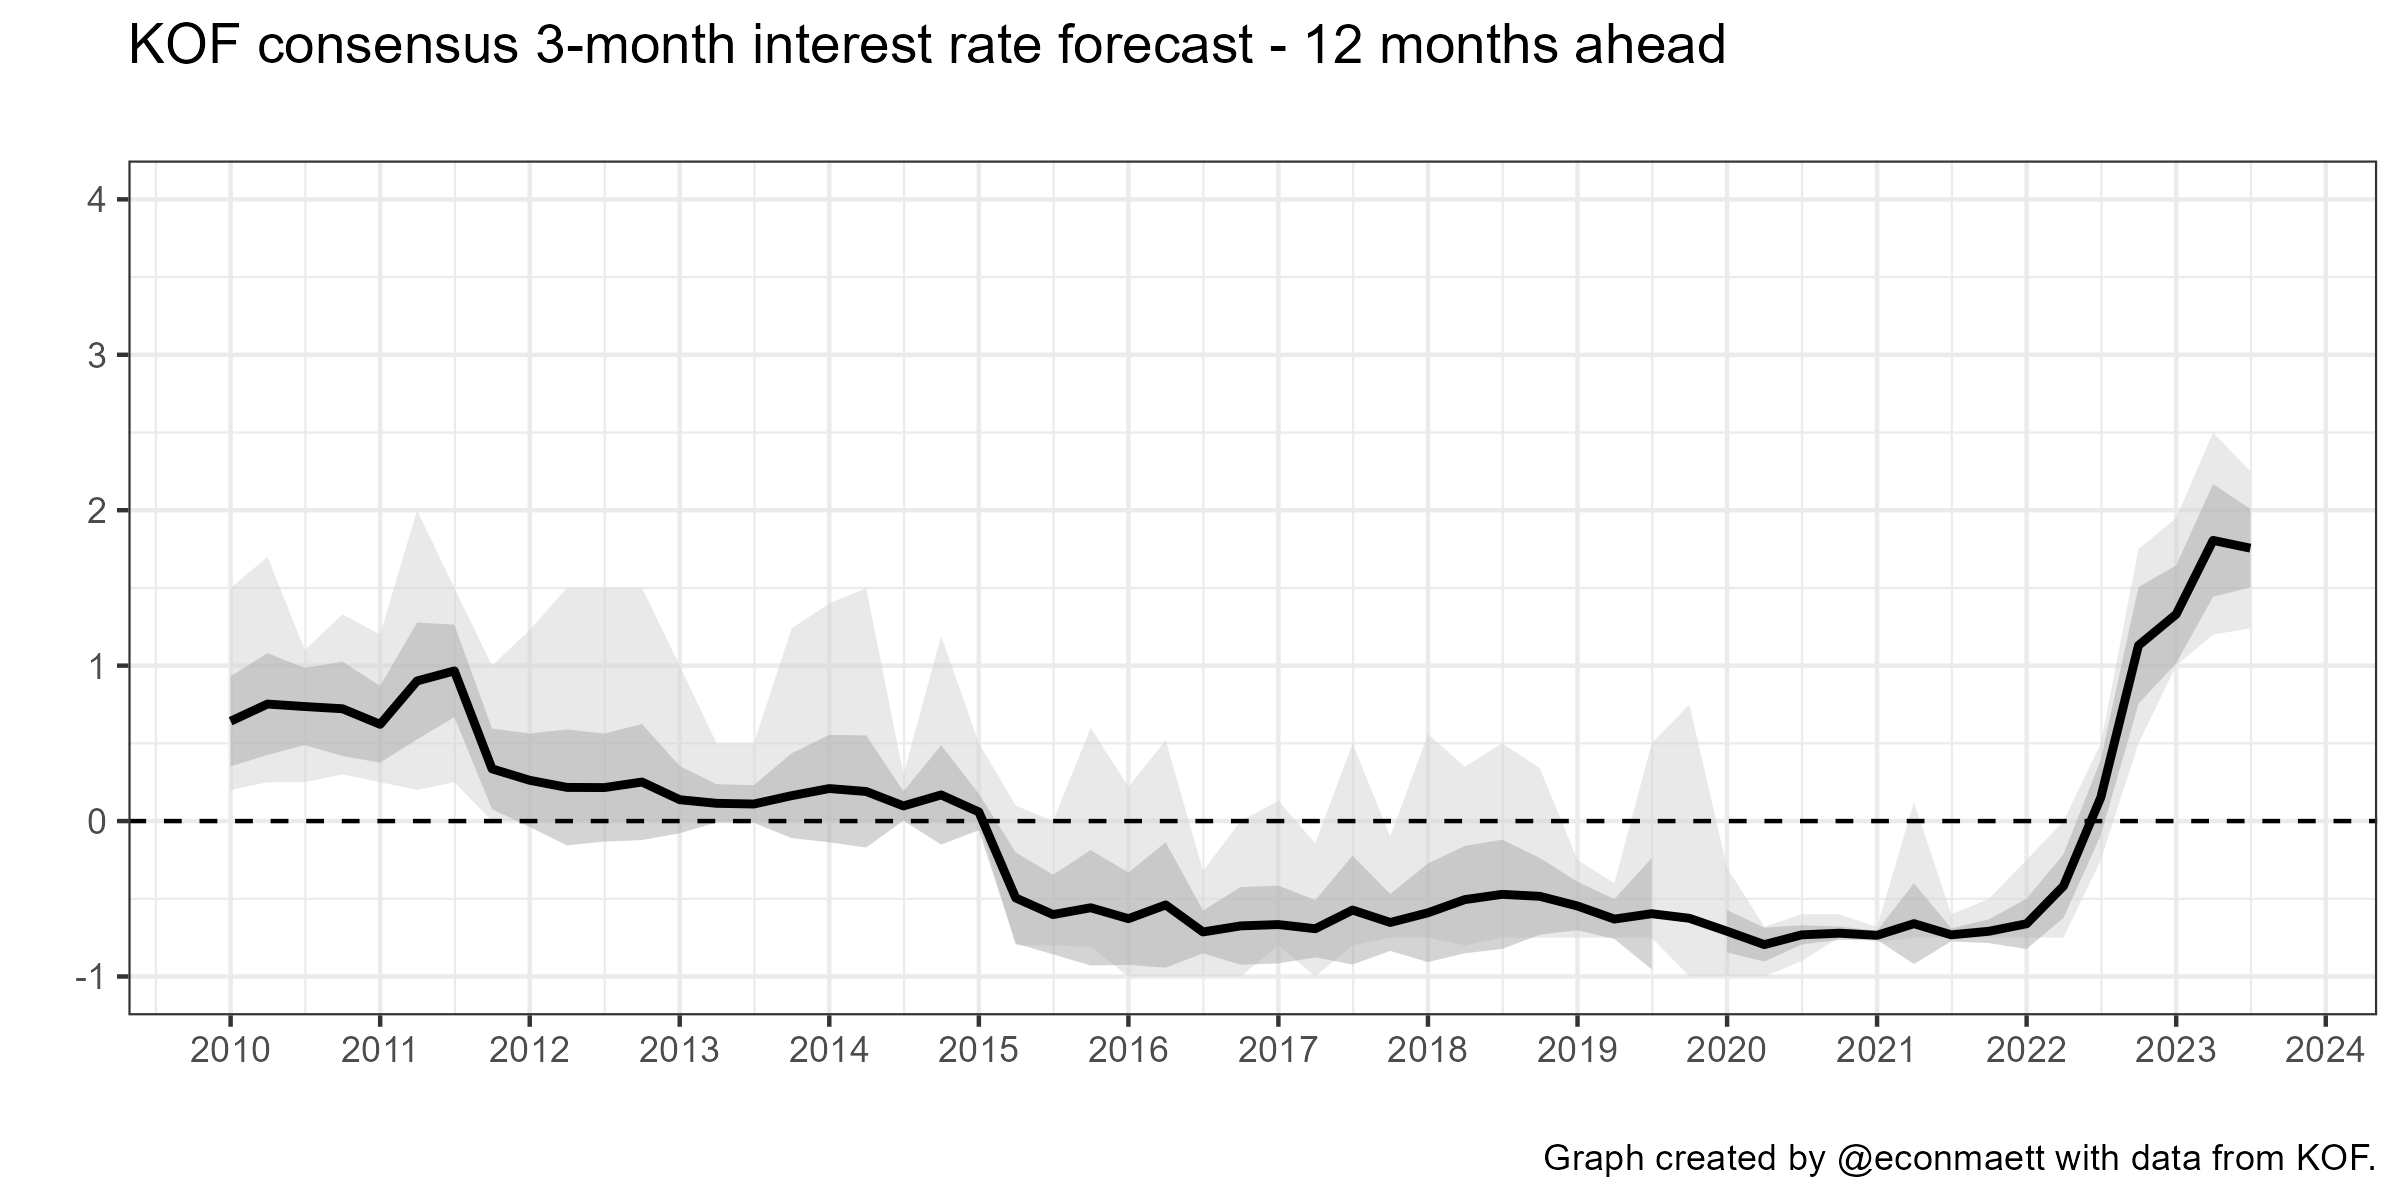 KOF consensus 3-month interest rate forecast - 12 months ahead
4
3
2
1
0
-1
2010 2011 2012 2013 2014 2015 2016 2017 2018 2019 2020 2021 2022 2023 2024
Graph created by @econmaett with data from KOF.